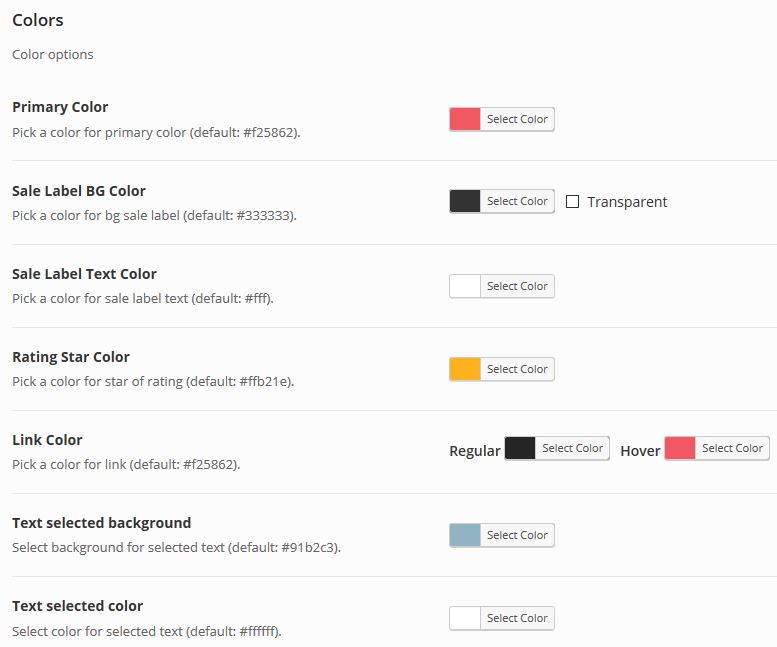 Colors
Color options
Primary Color
Pick a color for primary color (default: #f25862).
Select Color
Sale Label BG Color
Pick a color for bg sale label (default: #333333).
Select Color
Transparent
Sale Label Text Color
Pick a color for sale label text (default: #fff).
Select Color
Rating Star Color
Pick a color for star of rating (default: #ffb21e).
Select Color
Link Color
Pick a color for link (default: #f25862).
Regular Select Color Hover Select Color
Text selected background
Select background for selected text (default: #91b2c3).
Select Color
Text selected color
Select color for selected text (default: #ffffff).
Select Color